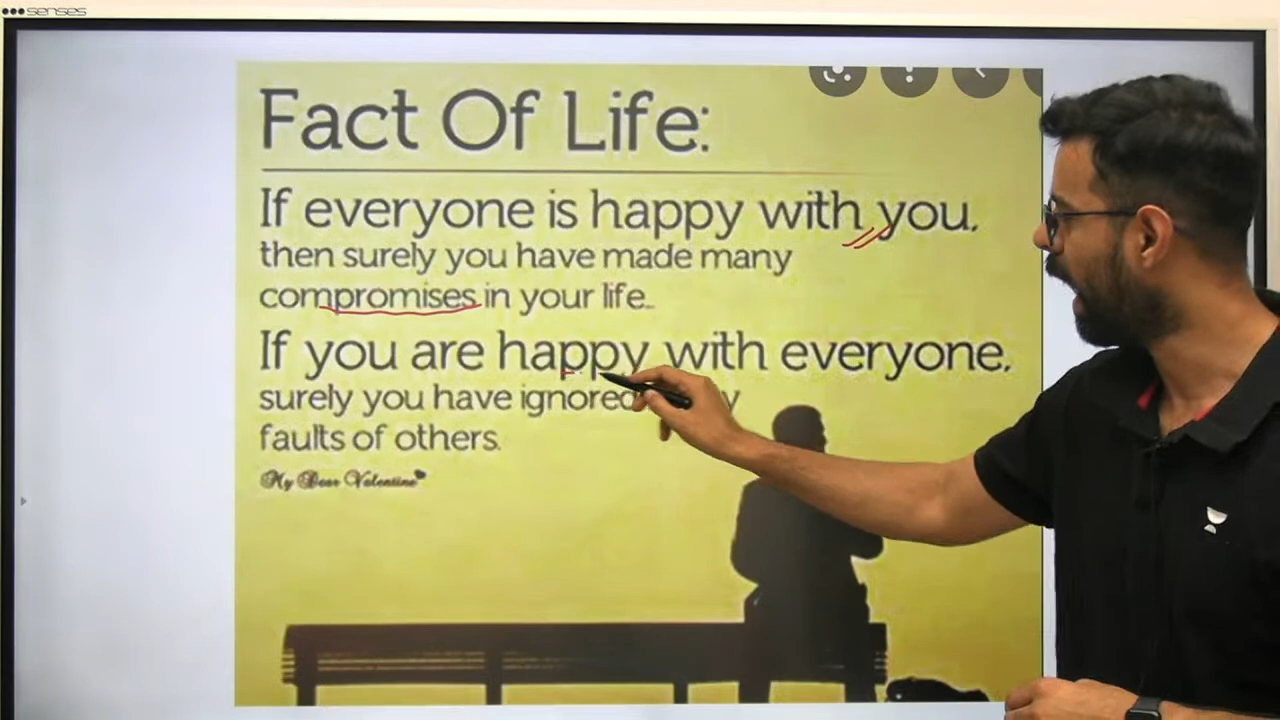 senses
Fact Of Life:
If everyone is happy with you,
then surely you have made many
compromises in your life..
If you are happy with everyone,
surely you have ignored
faults of others.
My Dear Valentine